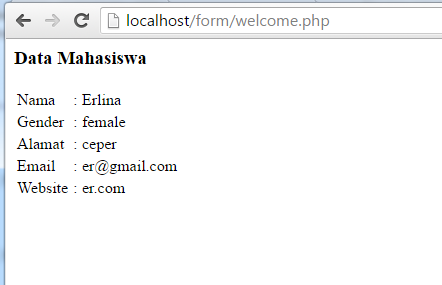 localhost/form/welcome.php
Data Mahasiswa
Nama : Erlina
Gender : female
Alamat : ceper
Email : er@gmail.com
Website : er.com